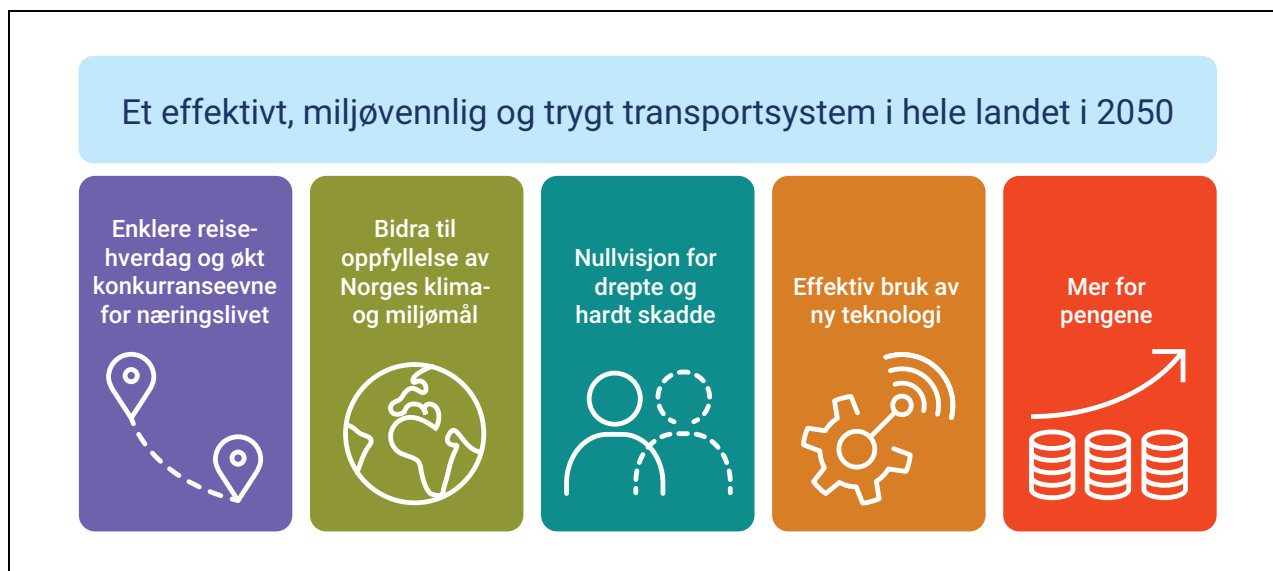 Et effektivt, miljøvennlig og trygt transportsystem i hele landet i 2050
Enklere reise-
hverdag og økt
konkurranseevne
for næringslivet
Bidra til
oppfyllelse av
Norges klima-
og miljømål
Nullvisjon for
drepte og
hardt skadde
Effektiv bruk av
ny teknologi
Mer for
pengene